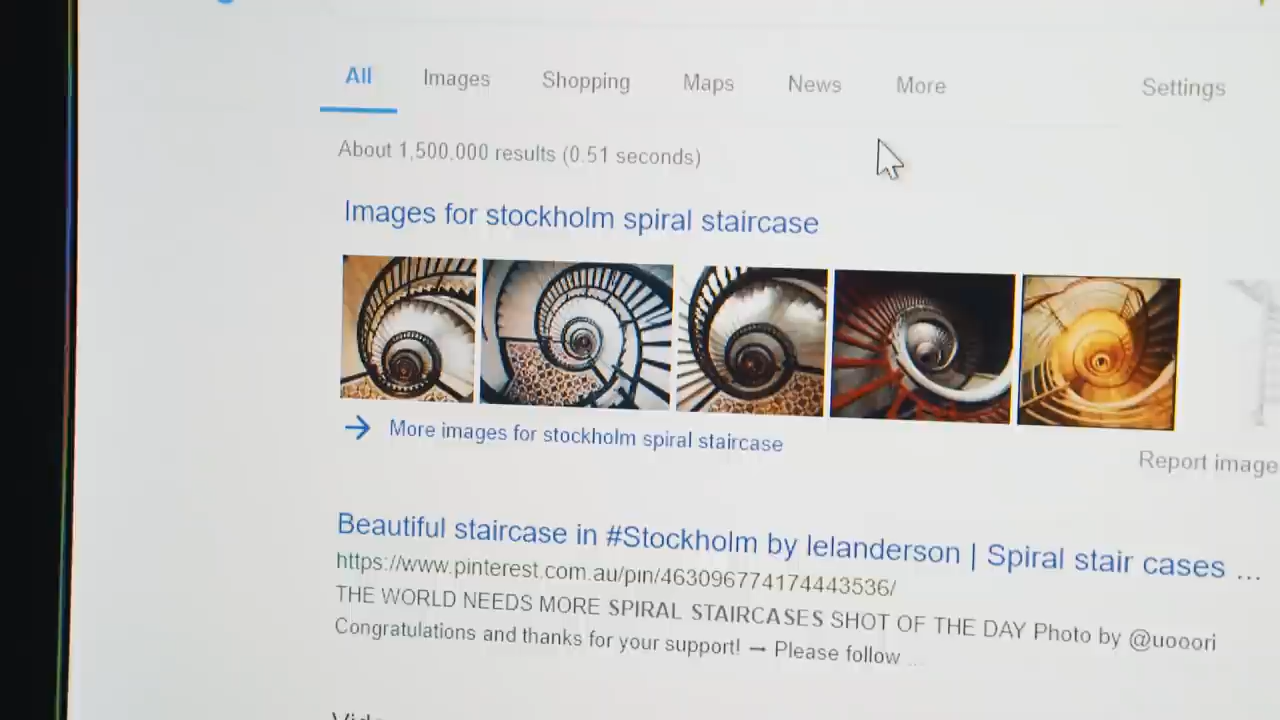 All Images Shopping Maps News More Settings
About 1,500,000 results (0.51 seconds)
Images for stockholm spiral staircase
More images for stockholm spiral staircase
Report image
Beautiful staircase in #Stockholm by lelanderson | Spiral stair cases ...
https://www.pinterest.com.au/pin/463096774174443536/
THE WORLD NEEDS MORE SPIRAL STAIRCASES SHOT OF THE DAY Photo by @uooori
Congratulations and thanks for your support! — Please follow ...